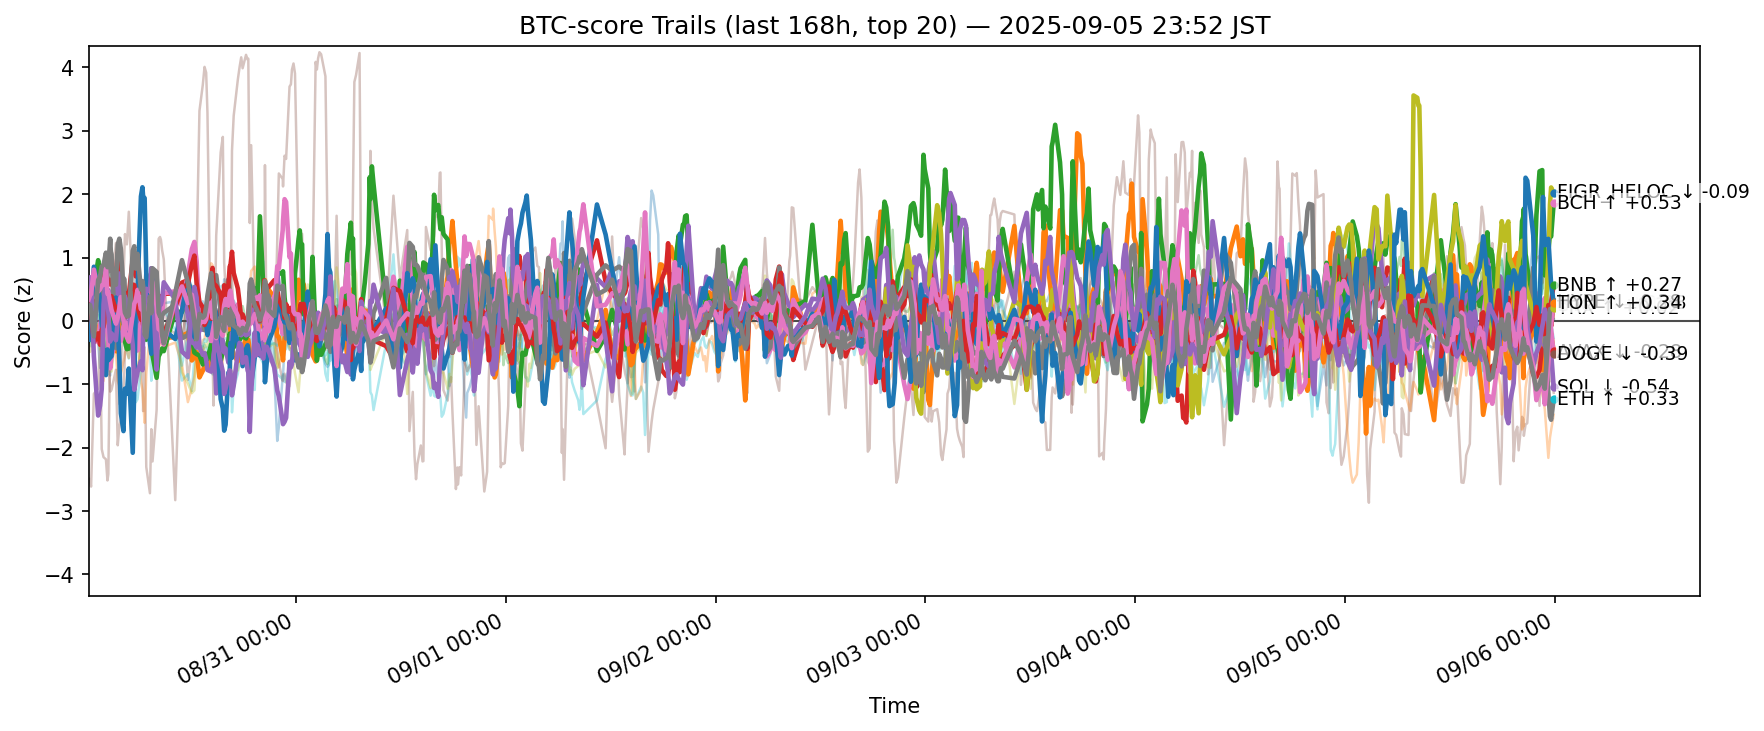 BTC-score Trails (last 168h, top 20) — 2025-09-05 23:52 JST
Score (z)
4
3
2
1
0
−1
−2
−3
−4
FIGR_HELOC ↓ -0.09
BCH ↑ +0.53
BNB ↑ +0.27
TON ↑ +0.34
DOGE ↓ -0.39
SOL ↓ -0.54
ETH ↑ +0.33
08/31 00:00
09/01 00:00
09/02 00:00
09/03 00:00
09/04 00:00
09/05 00:00
09/06 00:00
Time